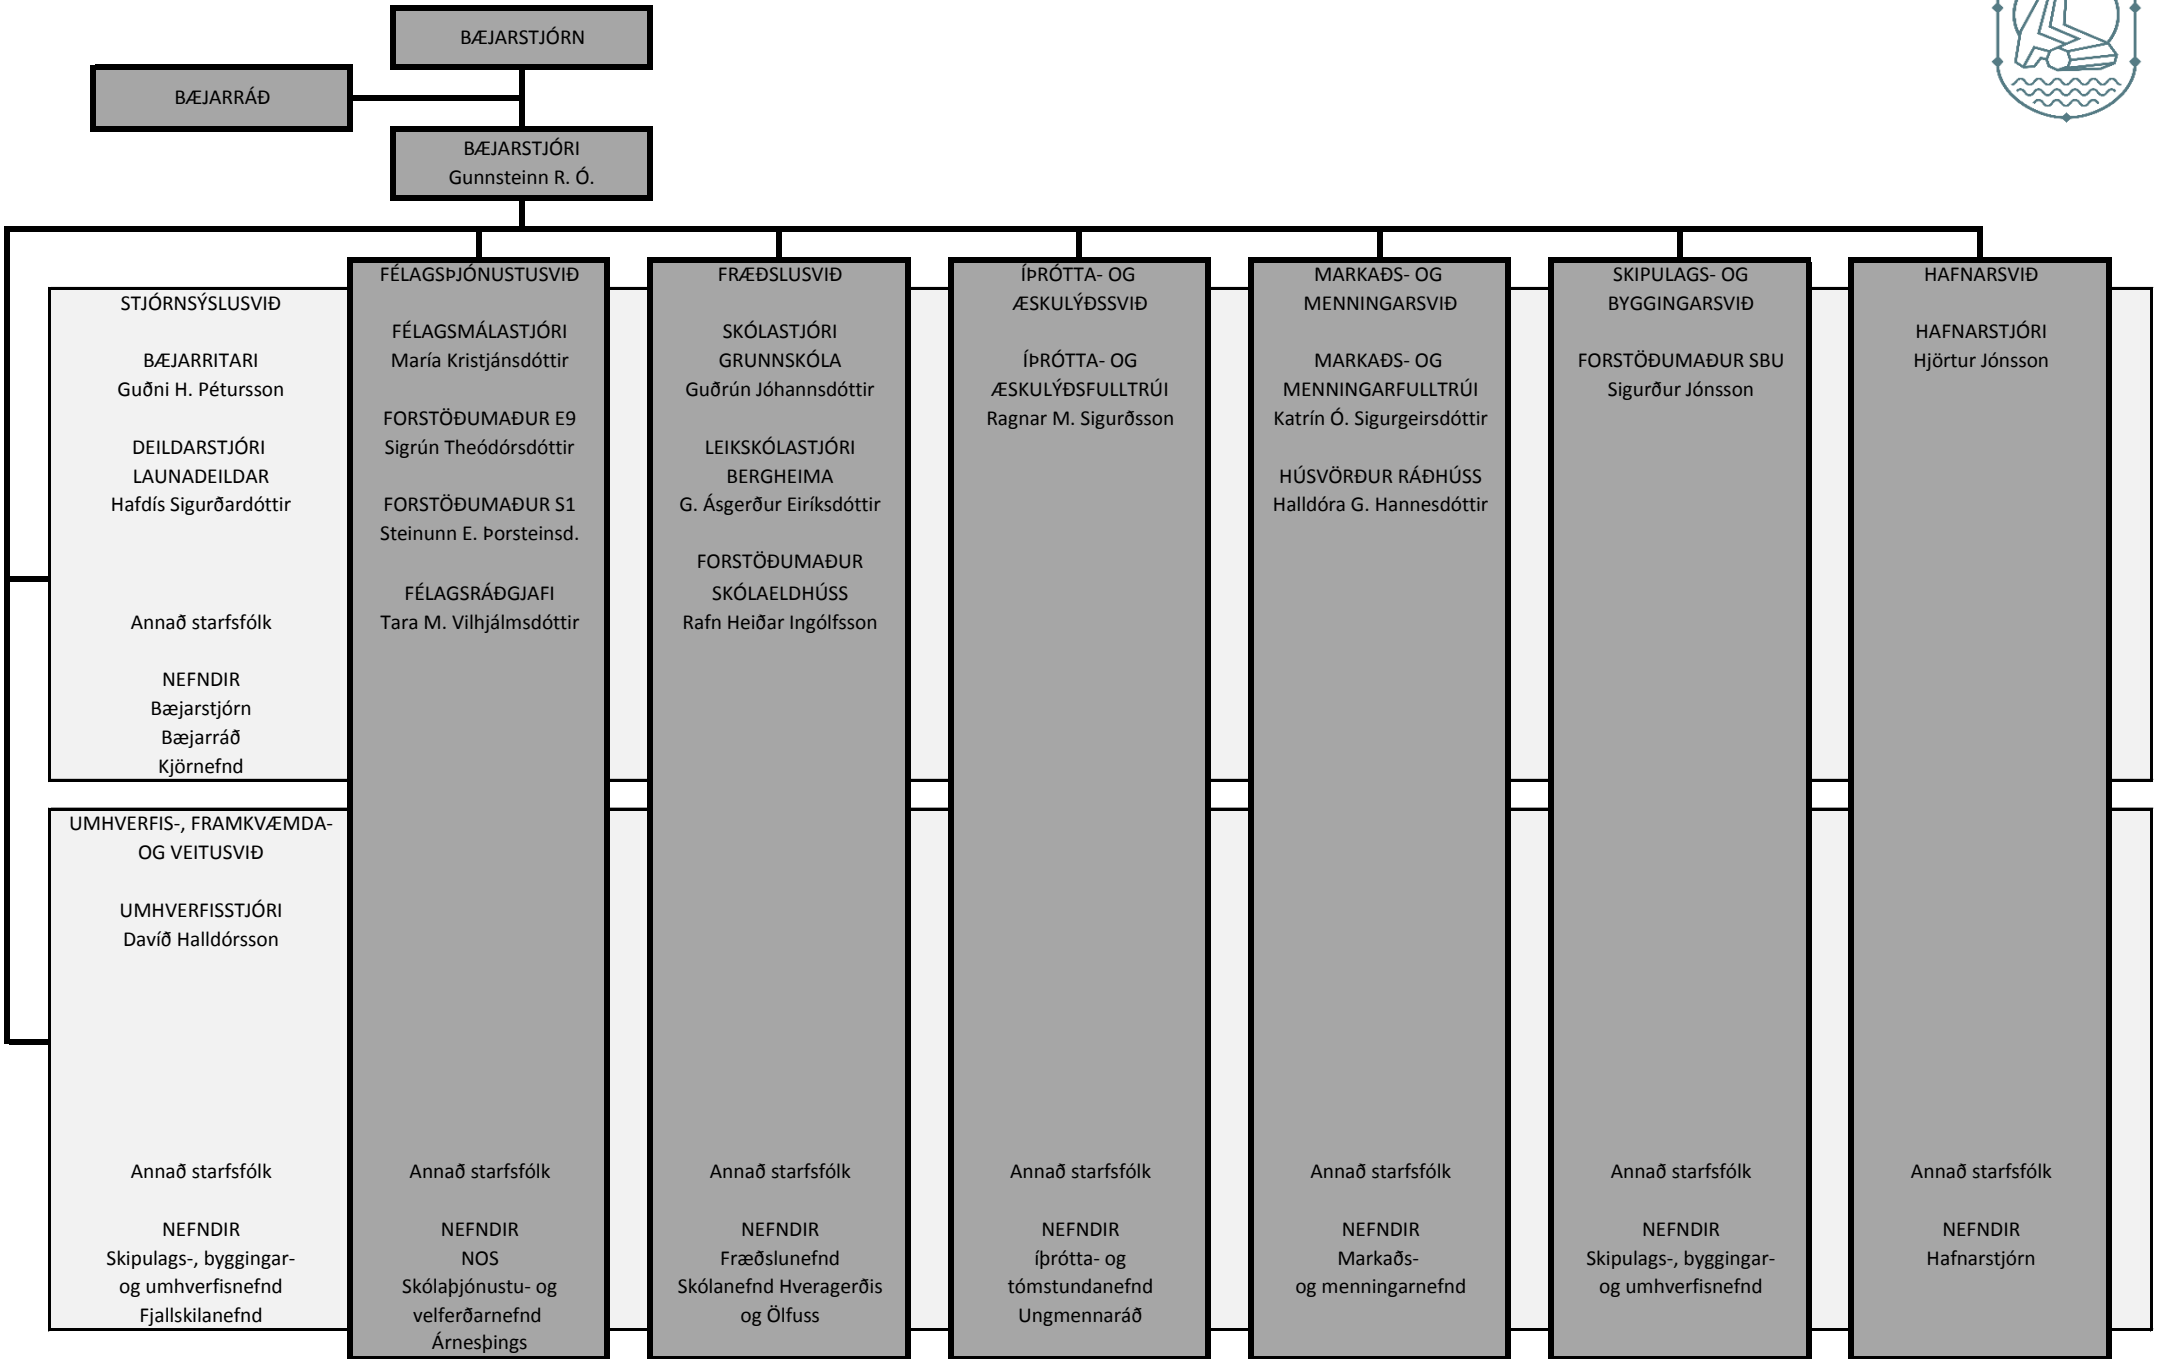 BÆJARSTJÓRN
BÆJARRÁÐ
BÆJARSTJÓRI
Gunnsteinn R. Ó.
STJÓRNSÝSLUSVIÐ
BÆJARRITARI
Guðni H. Pétursson
DEILDARSTJÓRI
LAUNADEILDAR
Hafdís Sigurðardóttir
Annað starfsfólk
NEFNDIR
Bæjarstjórn
Bæjarráð
Kjörnefnd
UMHVERFIS-, FRAMKVÆMDA-
OG VEITUSVIÐ
UMHVERFISSTJÓRI
Davíð Halldórsson
Annað starfsfólk
NEFNDIR
Skipulags-, byggingar-
og umhverfisnefnd
Fjallskilanefnd
FÉLAGSÞJÓNUSTUSVIÐ
FÉLAGSMÁLASTJÓRI
María Kristjánsdóttir
FORSTÖÐUMAÐUR E9
Sigrún Theódórsdóttir
FORSTÖÐUMAÐUR S1
Steinunn E. Þorsteinsd.
FÉLAGSRÁÐGJAFI
Tara M. Vilhjálmsdóttir
Annað starfsfólk
NEFNDIR
NOS
Skólaþjónustu- og
velferðarnefnd
Árnesþings
FRÆÐSLUSVIÐ
SKÓLASTJÓRI
GRUNNSKÓLA
Guðrún Jóhannsdóttir
LEIKSKÓLASTJÓRI
BERGHEIMA
G. Ásgerður Eiríksdóttir
FORSTÖÐUMAÐUR
SKÓLAELDHÚSS
Rafn Heiðar Ingólfsson
Annað starfsfólk
NEFNDIR
Fræðslunefnd
Skólanefnd Hveragerðis
og Ölfuss
ÍÞRÓTTA- OG
ÆSKULÝÐSSVIÐ
ÍÞRÓTTA- OG
ÆSKULÝÐSFULLTRÚI
Ragnar M. Sigurðsson
Annað starfsfólk
NEFNDIR
íþrótta- og
tómstundanefnd
Ungmennaráð
MARKAÐS- OG
MENNINGARSVIÐ
MARKAÐS- OG
MENNINGARFULLTRÚI
Katrín Ó. Sigurgeirsdóttir
HÚSVÖRÐUR RÁÐHÚSS
Halldóra G. Hannesdóttir
Annað starfsfólk
NEFNDIR
Markaðs-
og menningarnefnd
SKIPULAGS- OG
BYGGINGARSVIÐ
FORSTÖÐUMAÐUR SBU
Sigurður Jónsson
Annað starfsfólk
NEFNDIR
Skipulags-, byggingar-
og umhverfisnefnd
HAFNARSVIÐ
HAFNARSTJÓRI
Hjörtur Jónsson
Annað starfsfólk
NEFNDIR
Hafnarstjórn